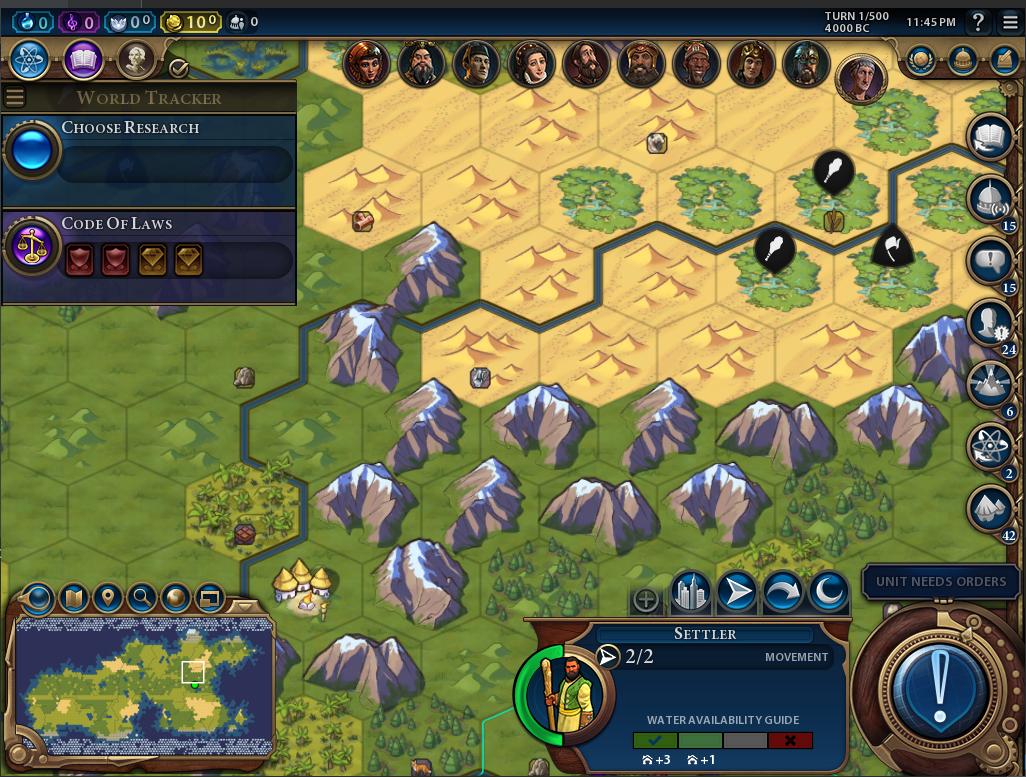 0 0 0⁰ 10⁰ 0
TURN 1/500
4000 BC
11:45 PM
?
WORLD TRACKER
CHOOSE RESEARCH
CODE OF LAWS
15
15
24
6
2
42
UNIT NEEDS ORDERS
SETTLER
2/2
MOVEMENT
WATER AVAILABILITY GUIDE
+3 +1